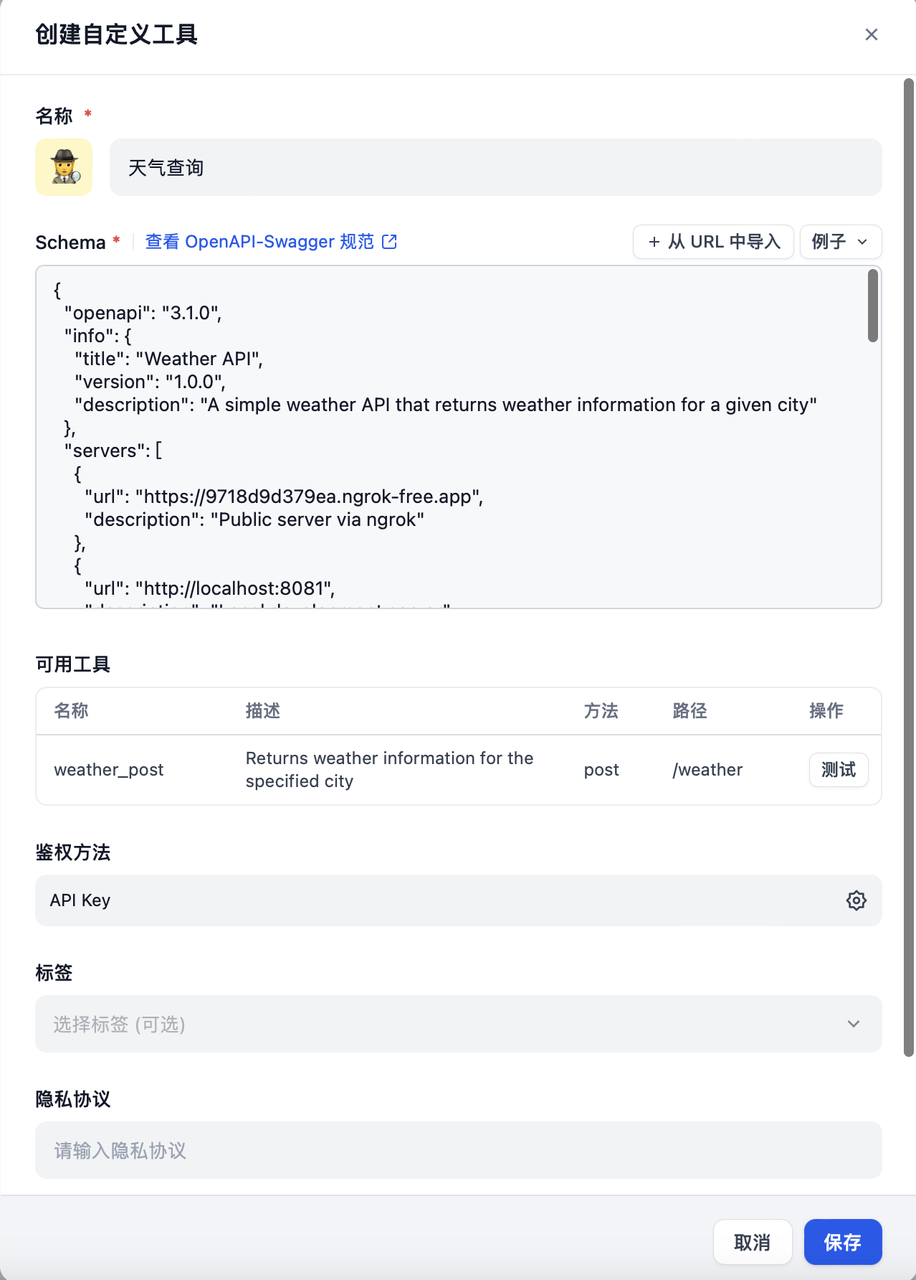 创建自定义工具
名称 *
天气查询
Schema * 查看 OpenAPI-Swagger 规范 + 从 URL 中导入 例子
{
"openapi": "3.1.0",
"info": {
"title": "Weather API",
"version": "1.0.0",
"description": "A simple weather API that returns weather information for a given city"
},
"servers": [
{
"url": "https://9718d9d379ea.ngrok-free.app",
"description": "Public server via ngrok"
},
{
"url": "http://localhost:8081",
可用工具
名称 描述 方法 路径 操作
weather_post Returns weather information for the specified city post /weather 测试
鉴权方法
API Key
标签
选择标签 (可选)
隐私协议
请输入隐私协议
取消 保存